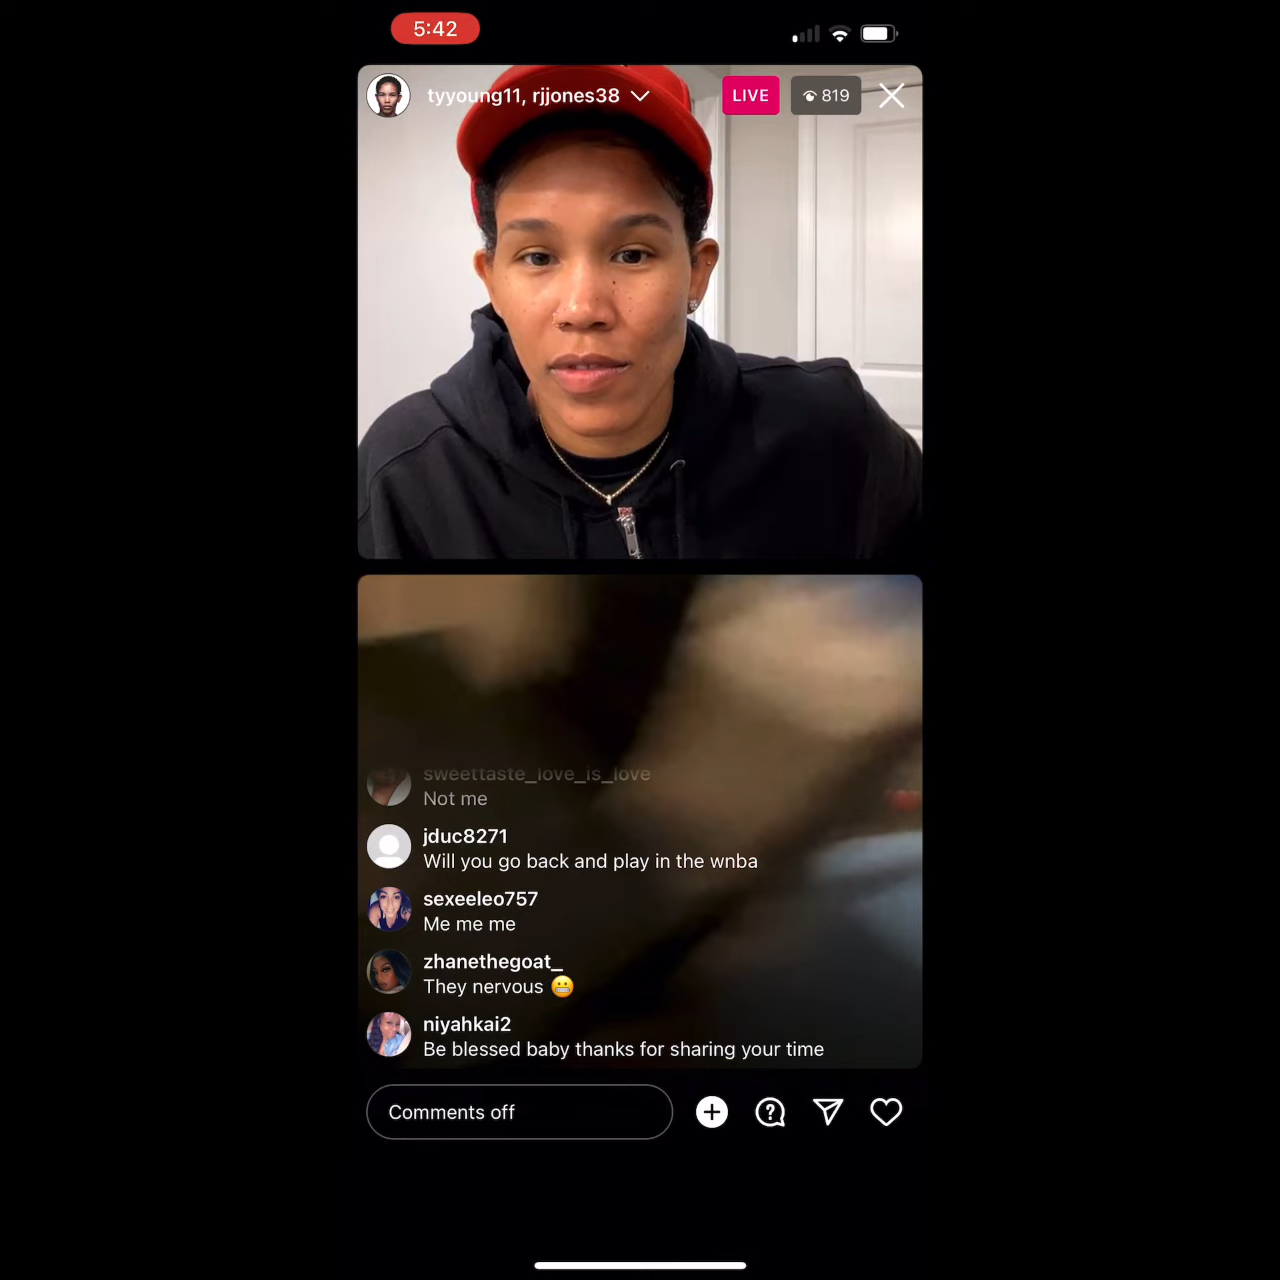 5:42
tyyoung11, rjjones38
LIVE
819
sweettaste_love_is_love
Not me
jduc8271
Will you go back and play in the wnba
sexeeleo757
Me me me
zhanethegoat_
They nervous 😬
niyahkai2
Be blessed baby thanks for sharing your time
Comments off